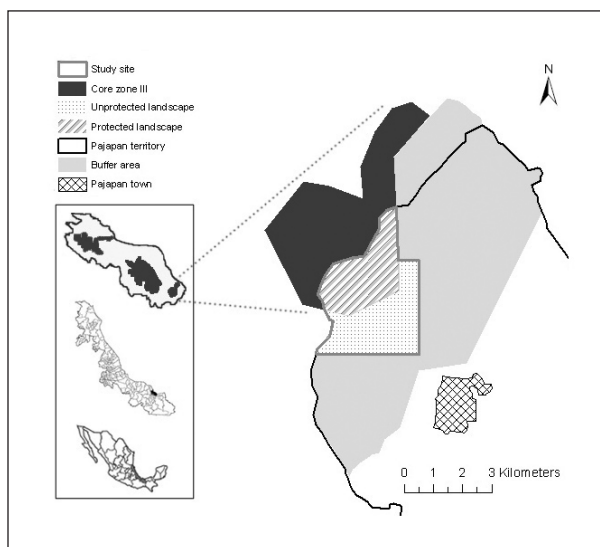 Study site
Core zone III
Unprotected landscape
Protected landscape
Pajapan territory
Buffer area
Pajapan town
N
0 1 2 3 Kilometers